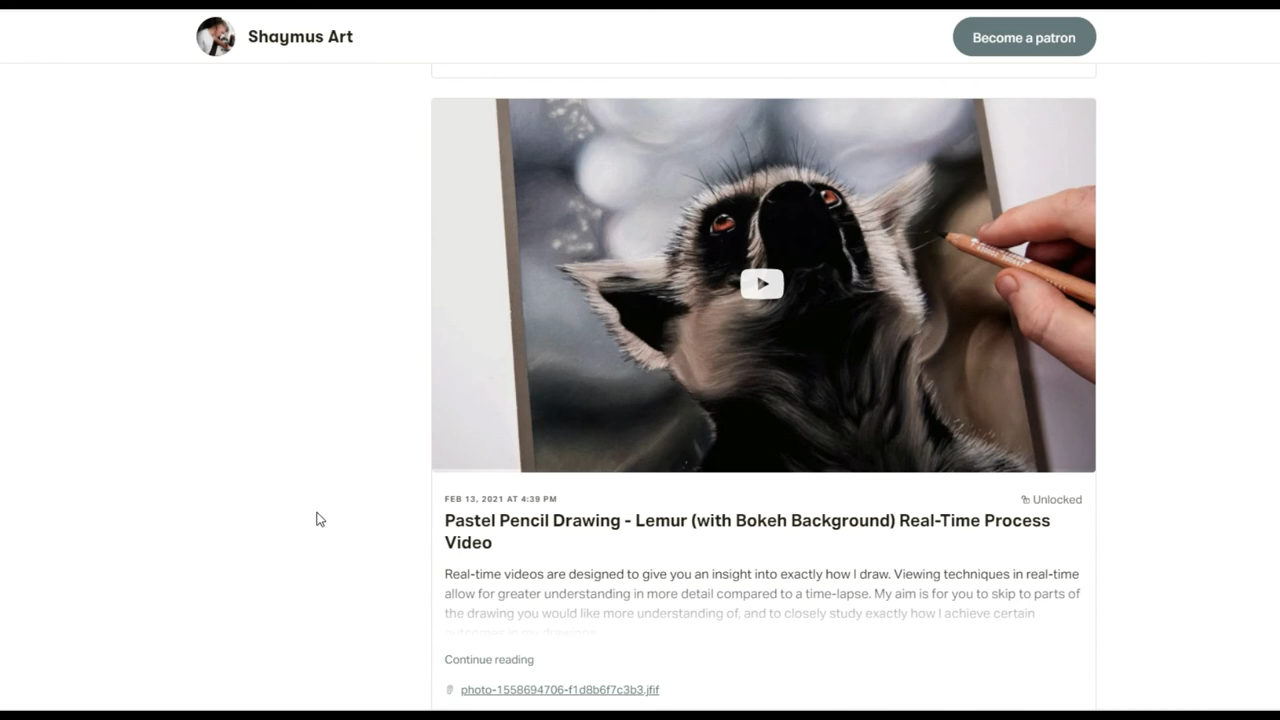 Shaymus Art
Become a patron
FEB 13, 2021 AT 4:39 PM
Unlocked
Pastel Pencil Drawing - Lemur (with Bokeh Background) Real-Time Process
Video
Real-time videos are designed to give you an insight into exactly how I draw. Viewing techniques in real-time
allow for greater understanding in more detail compared to a time-lapse. My aim is for you to skip to parts of
the drawing you would like more understanding of, and to closely study exactly how I achieve certain
outcomes in my drawings.
Continue reading
photo-1558694706-f1d8b6f7c3b3.jfif